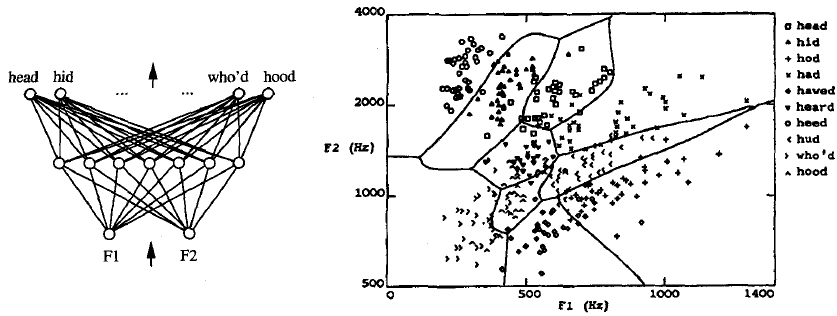 head hid ... ... who'd hood
F1 F2
4000
2000
F2 (Hz)
1000
500
0 500 1000 1400
F1 (Hz)
head
hid
hod
had
haved
heard
heed
hud
who'd
hood